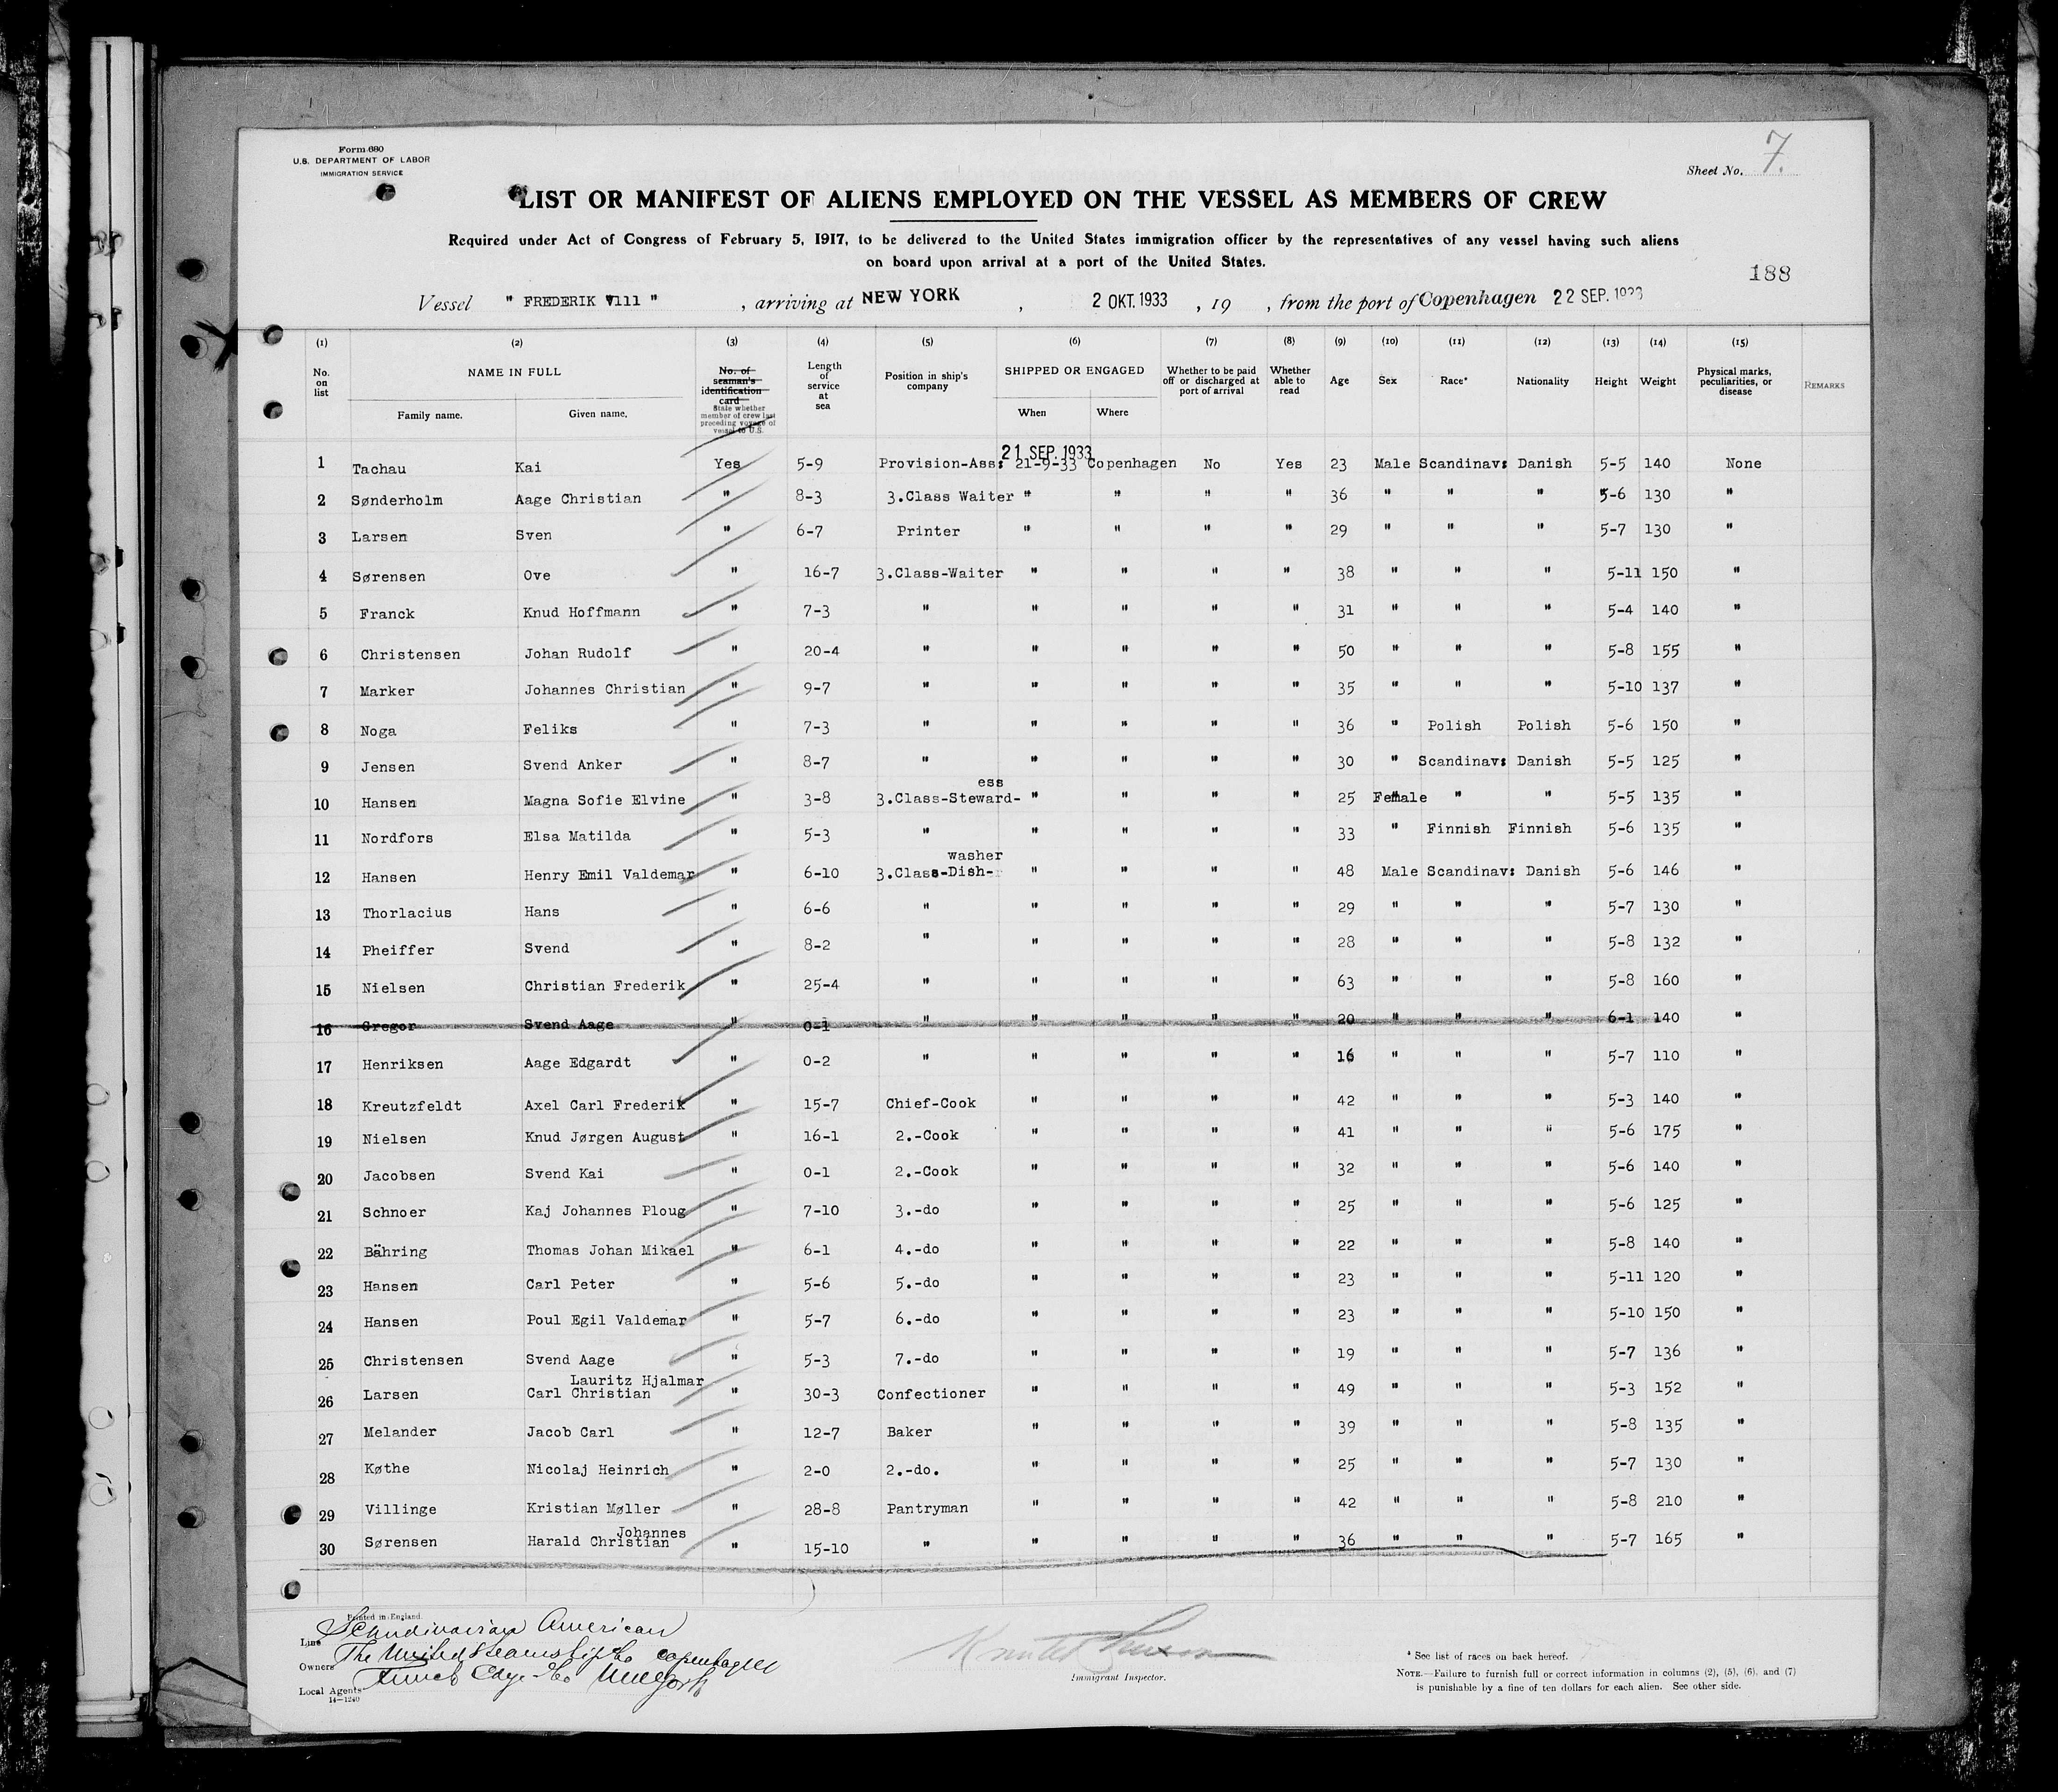 Form 680
U.S. DEPARTMENT OF LABOR
IMMIGRATION SERVICE
Sheet No. 7.
LIST OR MANIFEST OF ALIENS EMPLOYED ON THE VESSEL AS MEMBERS OF CREW
Required under Act of Congress of February 5, 1917, to be delivered to the United States immigration officer by the representatives of any vessel having such aliens
on board upon arrival at a port of the United States.
188
Vessel " FREDERIK VIII " , arriving at NEW YORK , 2 OKT. 1933 , 19 , from the port of Copenhagen 22 SEP. 1933
(1) (2) (3) (4) (5) (6) (7) (8) (9) (10) (11) (12) (13) (14) (15)
No. on list NAME IN FULL Family name. Given name. No. of seaman's identification card State whether member of crew last preceding voyage of vessel to U.S. Length of service at sea Position in ship's company SHIPPED OR ENGAGED When Where Whether to be paid off or discharged at port of arrival Whether able to read Age Sex Race* Nationality Height Weight Physical marks, peculiarities, or disease REMARKS
21 SEP. 1933
1 Tachau Kai Yes 5-9 Provision-Ass: 21-9-33 Copenhagen No Yes 23 Male Scandinav: Danish 5-5 140 None
2 Sønderholm Aage Christian " 8-3 3.Class Waiter " " " " 36 " " " 5-6 130 "
3 Larsen Sven " 6-7 Printer " " " " 29 " " " 5-7 130 "
4 Sørensen Ove " 16-7 3.Class-Waiter " " " " 38 " " " 5-11 150 "
5 Franck Knud Hoffmann " 7-3 " " " " " 31 " " " 5-4 140 "
6 Christensen Johan Rudolf " 20-4 " " " " " 50 " " " 5-8 155 "
7 Marker Johannes Christian " 9-7 " " " " " 35 " " " 5-10 137 "
8 Noga Feliks " 7-3 " " " " " 36 " Polish Polish 5-6 150 "
9 Jensen Svend Anker " 8-7 " " " " " 30 " Scandinav: Danish 5-5 125 "
ess
10 Hansen Magna Sofie Elvine " 3-8 3.Class-Steward- " " " " 25 Female " " 5-5 135 "
11 Nordfors Elsa Matilda " 5-3 " " " " " 33 " Finnish Finnish 5-6 135 "
washer
12 Hansen Henry Emil Valdemar " 6-10 3.Class-Dish- " " " " 48 Male Scandinav: Danish 5-6 146 "
13 Thorlacius Hans " 6-6 " " " " " 29 " " " 5-7 130 "
14 Pheiffer Svend " 8-2 " " " " " 28 " " " 5-8 132 "
15 Nielsen Christian Frederik " 25-4 " " " " " 63 " " " 5-8 160 "
16 Gregor Svend Aage " 0-1 " " " " " 20 " " " 6-1 140 "
17 Henriksen Aage Edgardt " 0-2 " " " " " 16 " " " 5-7 110 "
18 Kreutzfeldt Axel Carl Frederik " 15-7 Chief-Cook " " " " 42 " " " 5-3 140 "
19 Nielsen Knud Jørgen August " 16-1 2.-Cook " " " " 41 " " " 5-6 175 "
20 Jacobsen Svend Kai " 0-1 2.-Cook " " " " 32 " " " 5-6 140 "
21 Schnoer Kaj Johannes Ploug " 7-10 3.-do " " " " 25 " " " 5-6 125 "
22 Bähring Thomas Johan Mikael " 6-1 4.-do " " " " 22 " " " 5-8 140 "
23 Hansen Carl Peter " 5-6 5.-do " " " " 23 " " " 5-11 120 "
24 Hansen Poul Egil Valdemar " 5-7 6.-do " " " " 23 " " " 5-10 150 "
25 Christensen Svend Aage " 5-3 7.-do " " " " 19 " " " 5-7 136 "
Lauritz Hjalmar
26 Larsen Carl Christian " 30-3 Confectioner " " " " 49 " " " 5-3 152 "
27 Melander Jacob Carl " 12-7 Baker " " " " 39 " " " 5-8 135 "
28 Køthe Nicolaj Heinrich " 2-0 2.-do. " " " " 25 " " " 5-7 130 "
29 Villinge Kristian Møller " 28-8 Pantryman " " " " 42 " " " 5-8 210 "
Johannes
30 Sørensen Harald Christian " 15-10 " " " " " 36 " " " 5-7 165 "
Printed in England.
Line Scandinavian American
Owners The United Steamship Co Copenhagen
Local Agents Funch Edye & Co New York
14-1240
Immigrant Inspector.
* See list of races on back hereof.
NOTE.—Failure to furnish full or correct information in columns (2), (5), (6), and (7)
is punishable by a fine of ten dollars for each alien. See other side.